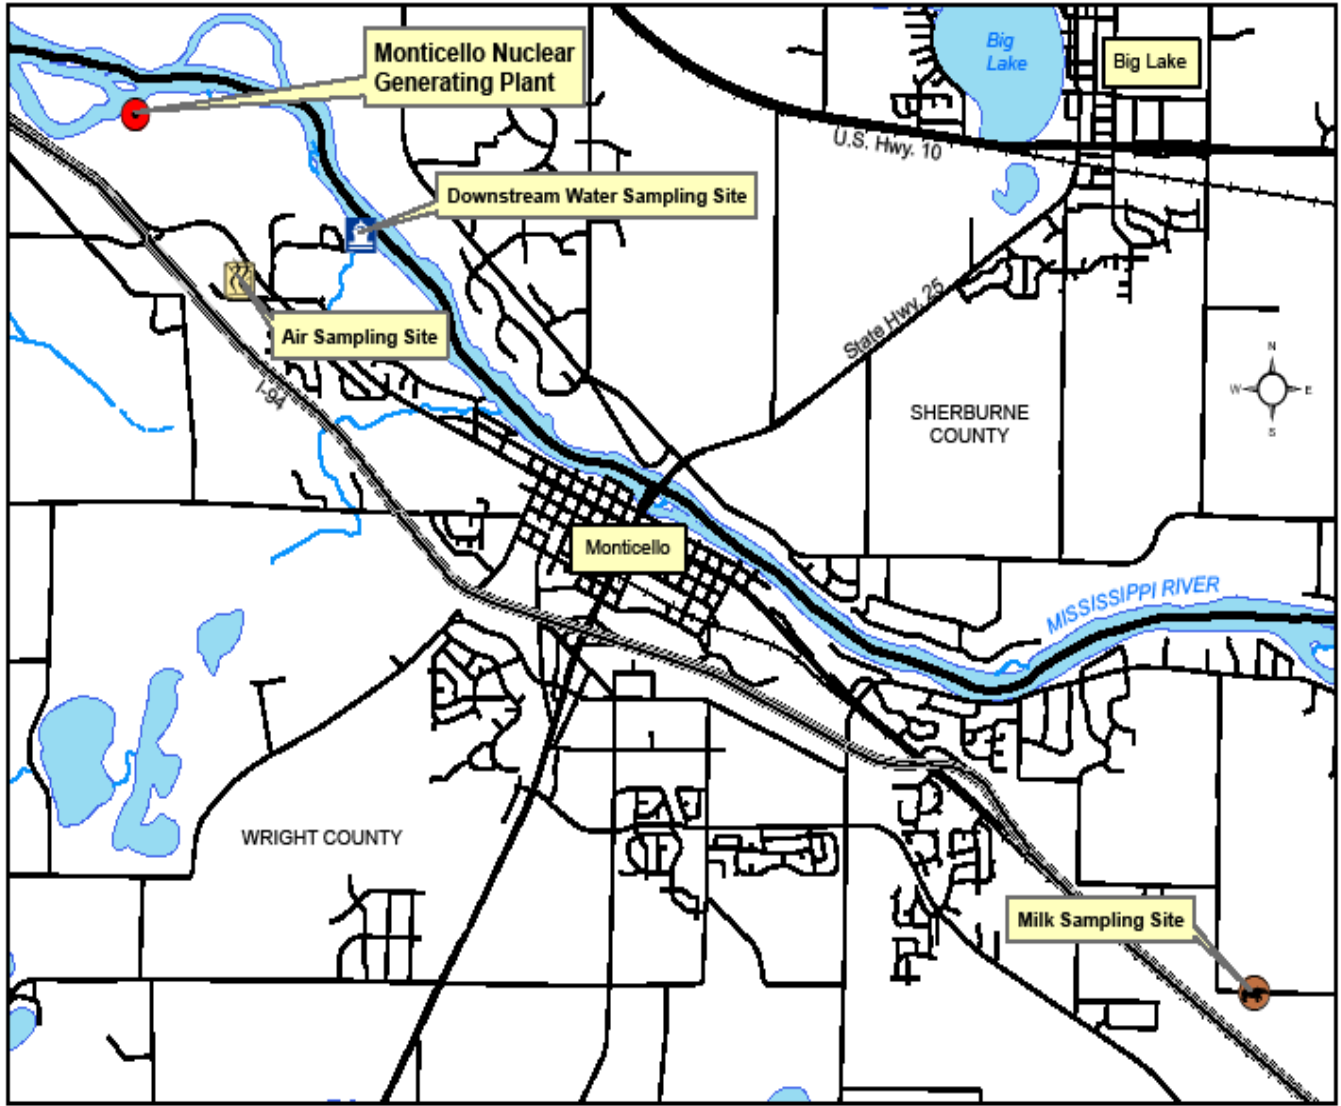 Monticello Nuclear
Generating Plant
Big
Lake
Big Lake
U.S. Hwy. 10
Downstream Water Sampling Site
State Hwy. 25
Air Sampling Site
I-94
N
W
E
S
SHERBURNE
COUNTY
Monticello
MISSISSIPPI RIVER
WRIGHT COUNTY
Milk Sampling Site